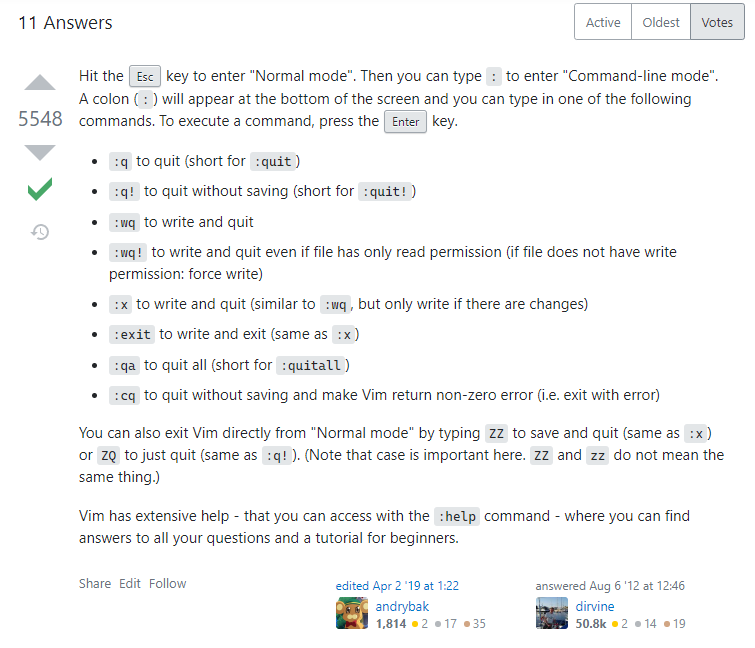 11 Answers
Active Oldest Votes
5548
Hit the Esc key to enter "Normal mode". Then you can type : to enter "Command-line mode".
A colon (:) will appear at the bottom of the screen and you can type in one of the following
commands. To execute a command, press the Enter key.
• :q to quit (short for :quit)
• :q! to quit without saving (short for :quit!)
• :wq to write and quit
• :wq! to write and quit even if file has only read permission (if file does not have write
permission: force write)
• :x to write and quit (similar to :wq, but only write if there are changes)
• :exit to write and exit (same as :x)
• :qa to quit all (short for :quitall)
• :cq to quit without saving and make Vim return non-zero error (i.e. exit with error)
You can also exit Vim directly from "Normal mode" by typing ZZ to save and quit (same as :x)
or ZQ to just quit (same as :q!). (Note that case is important here. ZZ and zz do not mean the
same thing.)
Vim has extensive help - that you can access with the :help command - where you can find
answers to all your questions and a tutorial for beginners.
Share Edit Follow
edited Apr 2 '19 at 1:22
andrybak
1,814 ● 2 ● 17 ● 35
answered Aug 6 '12 at 12:46
dirvine
50.8k ● 2 ● 14 ● 19